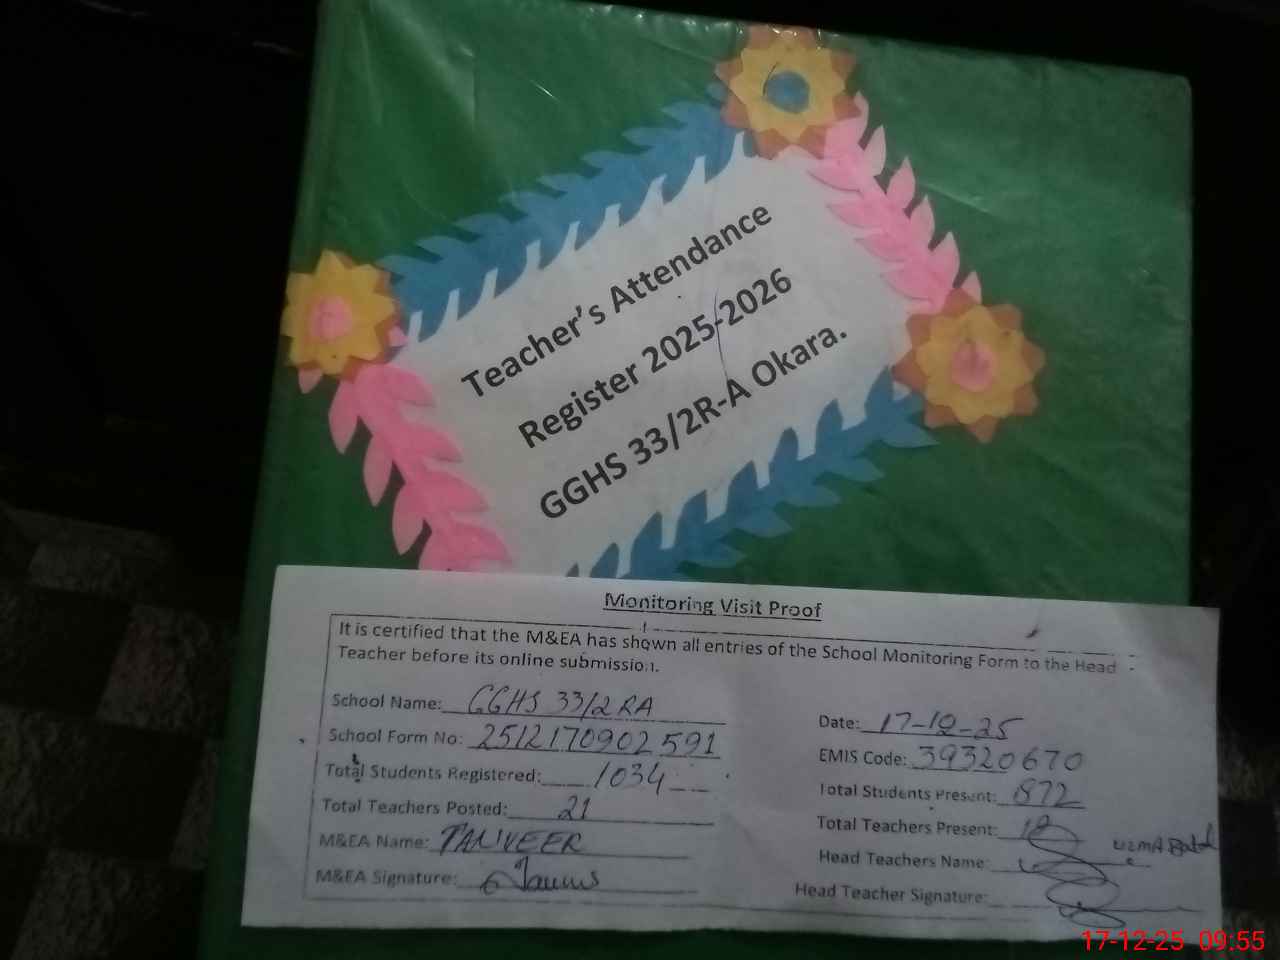 Teacher's Attendance
Register 2025-2026
GGHS 33/2R-A Okara.
Monitoring Visit Proof
It is certified that the M&EA has shown all entries of the School Monitoring Form to the Head
Teacher before its online submission.
School Name: GGHS 33/2 RA
Date: 17-12-25
School Form No: 2512170902591
EMIS Code: 39320670
Total Students Registered: 1034
Total Students Present: 872
Total Teachers Posted: 21
Total Teachers Present:
M&EA Name: TANVEER
Head Teachers Name: UZMA
M&EA Signature:
Head Teacher Signature:
17-12-25 09:55